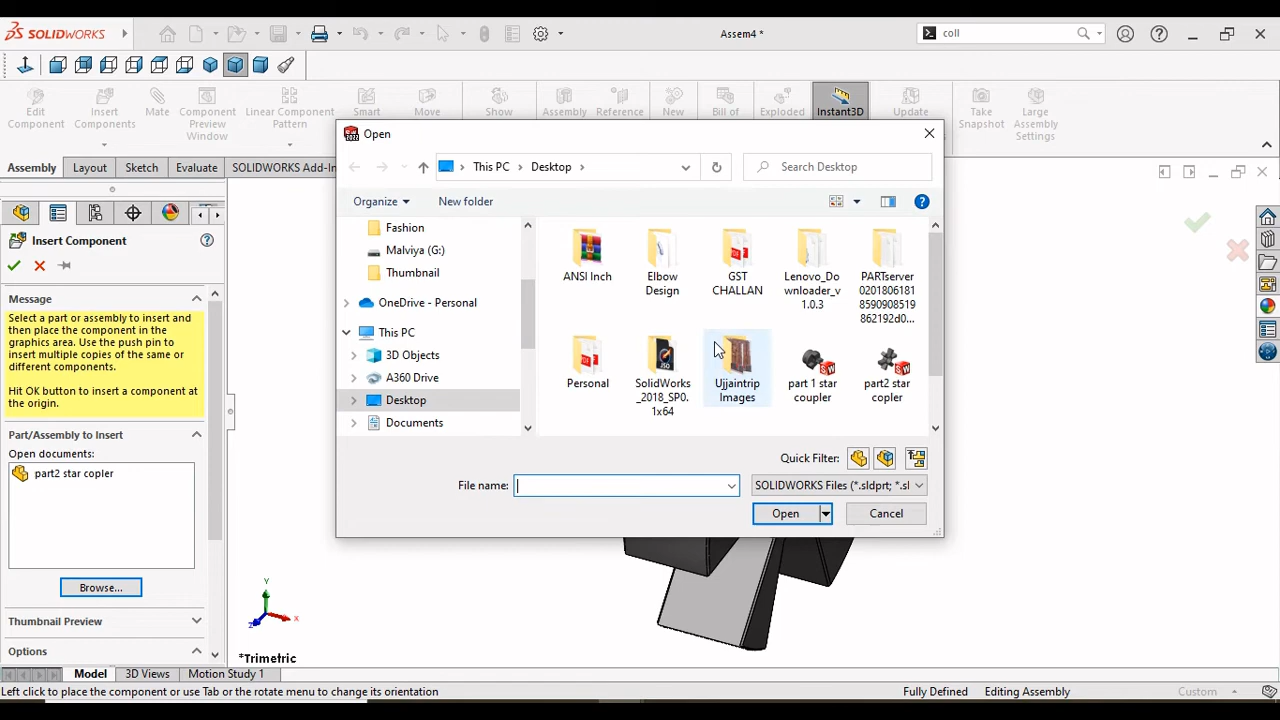 SOLIDWORKS
Assem4 *
coll
Edit Component
Insert Components
Mate
Component Preview Window
Linear Component Pattern
Smart
Move
Show
Assembly
Reference
New
Bill of
Exploded
Instant3D
Update
Take Snapshot
Large Assembly Settings
Assembly
Layout
Sketch
Evaluate
SOLIDWORKS Add-In
Insert Component
Message
Select a part or assembly to insert and
then place the component in the
graphics area. Use the push pin to
insert multiple copies of the same or
different components.
Hit OK button to insert a component at
the origin.
Part/Assembly to Insert
Open documents:
part2 star copler
Browse...
Thumbnail Preview
Options
Open
This PC > Desktop >
Search Desktop
Organize
New folder
Fashion
Malviya (G:)
Thumbnail
OneDrive - Personal
This PC
3D Objects
A360 Drive
Desktop
Documents
ANSI Inch
Elbow
Design
GST
CHALLAN
Lenovo_Do
wnloader_v
1.0.3
PARTserver
0201806181
8590908519
862192d0...
Personal
SolidWorks
_2018_SP0.
1x64
Ujjaintrip
Images
part 1 star
coupler
part2 star
copler
Quick Filter:
File name:
SOLIDWORKS Files (*.sldprt; *.sl
Open
Cancel
Y
X
Z
*Trimetric
Model
3D Views
Motion Study 1
Left click to place the component or use Tab or the rotate menu to change its orientation
Fully Defined
Editing Assembly
Custom